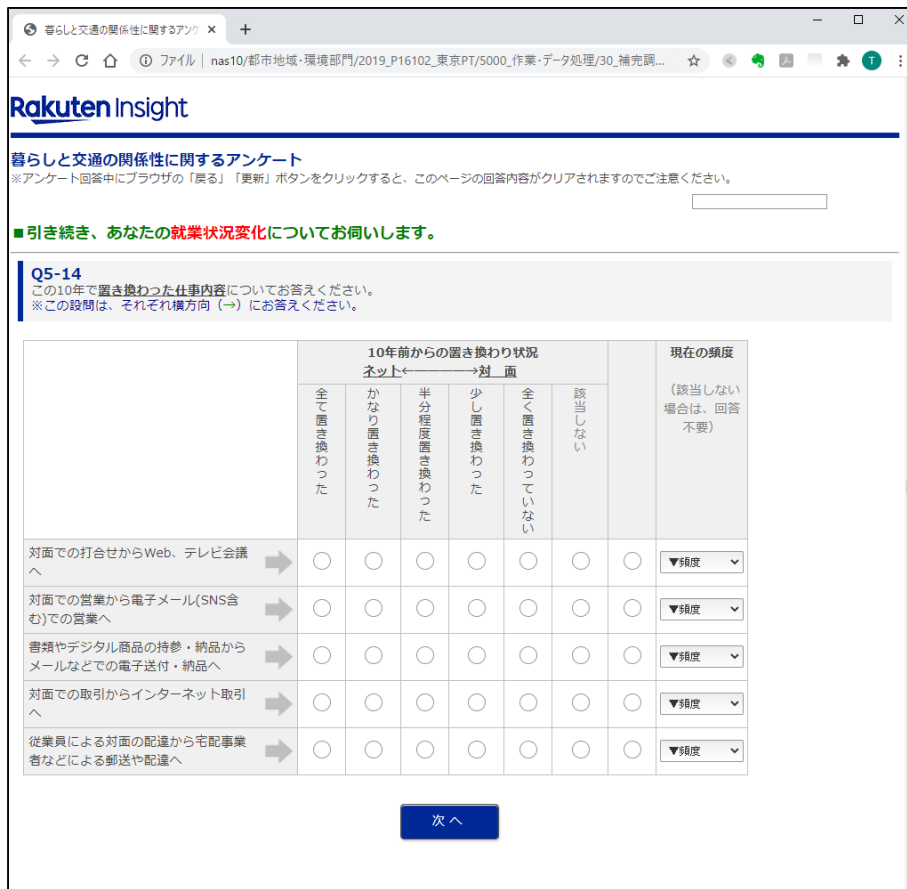 暮らしと交通の関係性に関するアンケ
ファイル | nas10/都市地域・環境部門/2019_P16102_東京PT/5000_作業・データ処理/30_補完調...
T
Rakuten Insight
暮らしと交通の関係性に関するアンケート
※アンケート回答中にブラウザの「戻る」「更新」ボタンをクリックすると、このページの回答内容がクリアされますのでご注意ください。
■引き続き、あなたの就業状況変化についてお伺いします。
Q5-14
この10年で置き換わった仕事内容についてお答えください。
※この設問は、それぞれ横方向（→）にお答えください。
10年前からの置き換わり状況
ネット←―――――→対　面
現在の頻度
（該当しない
場合は、回答
不要）
全て置き換わった
かなり置き換わった
半分程度置き換わった
少し置き換わった
全く置き換わっていない
該当しない
対面での打合せからWeb、テレビ会議
へ
▼頻度
対面での営業から電子メール(SNS含
む)での営業へ
▼頻度
書類やデジタル商品の持参・納品から
メールなどでの電子送付・納品へ
▼頻度
対面での取引からインターネット取引
へ
▼頻度
従業員による対面の配達から宅配事業
者などによる郵送や配達へ
▼頻度
次 へ